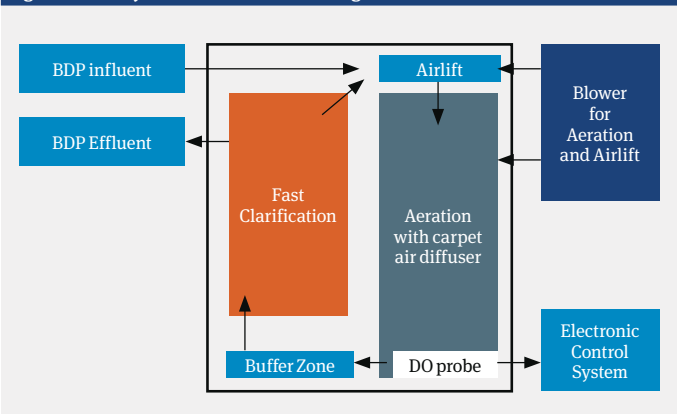 BDP influent
Airlift
Blower
for
Aeration
and Airlift
BDP Effluent
Fast
Clarification
Aeration
with carpet
air diffuser
Buffer Zone
DO probe
Electronic
Control
System